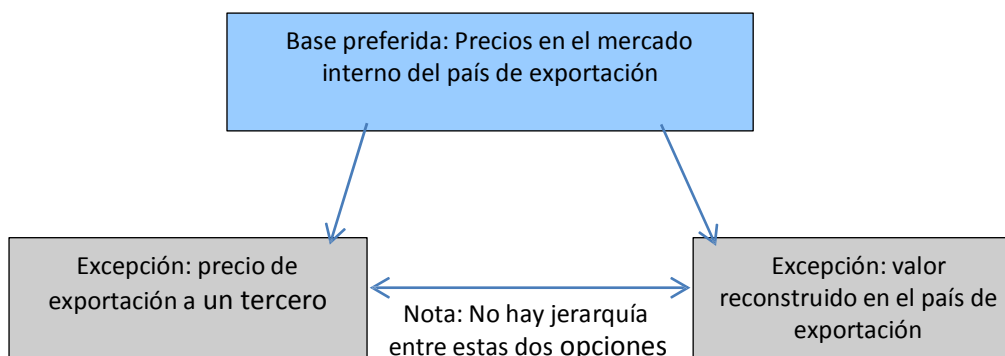 Base preferida: Precios en el mercado
interno del país de exportación
Excepción: precio de
exportación a un tercero
Nota: No hay jerarquía
entre estas dos opciones
Excepción: valor
reconstruido en el país de
exportación